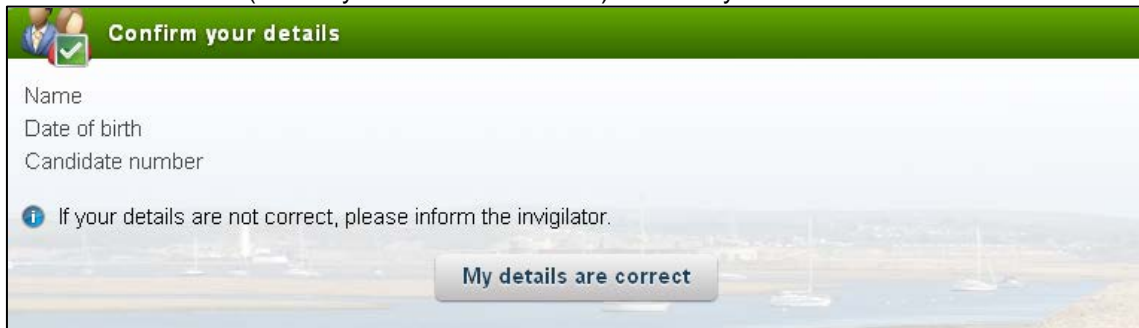 Confirm your details
Name
Date of birth
Candidate number
If your details are not correct, please inform the invigilator.
My details are correct